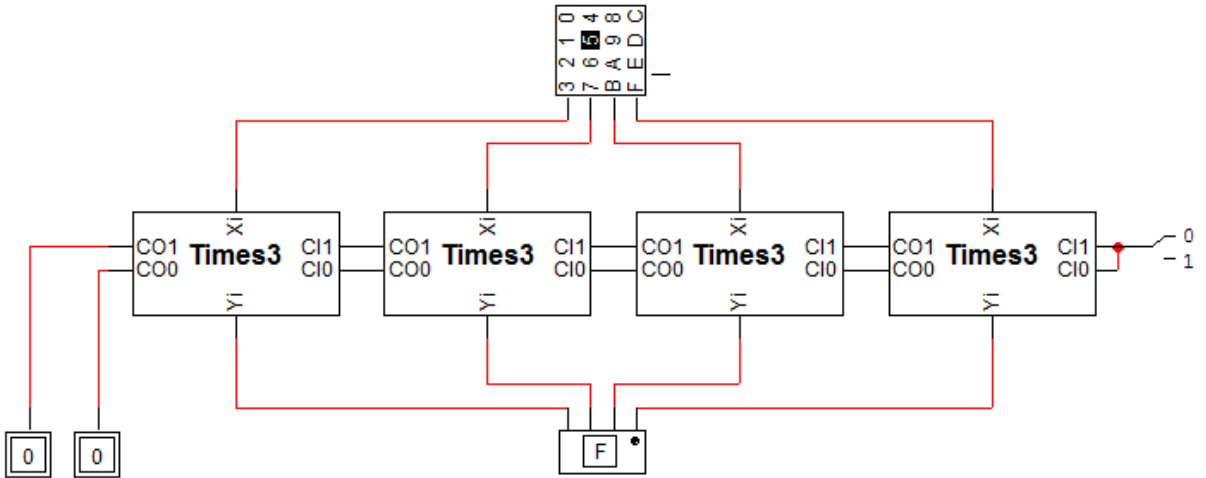 0 4 8 C
1 5 9 D
2 6 A E
3 7 B F
Xi Xi Xi Xi
CO1 Times3 CI1 CO1 Times3 CI1 CO1 Times3 CI1 CO1 Times3 CI1 0
CO0 CI0 CO0 CI0 CO0 CI0 CO0 CI0 1
Yi Yi Yi Yi
0 0 F